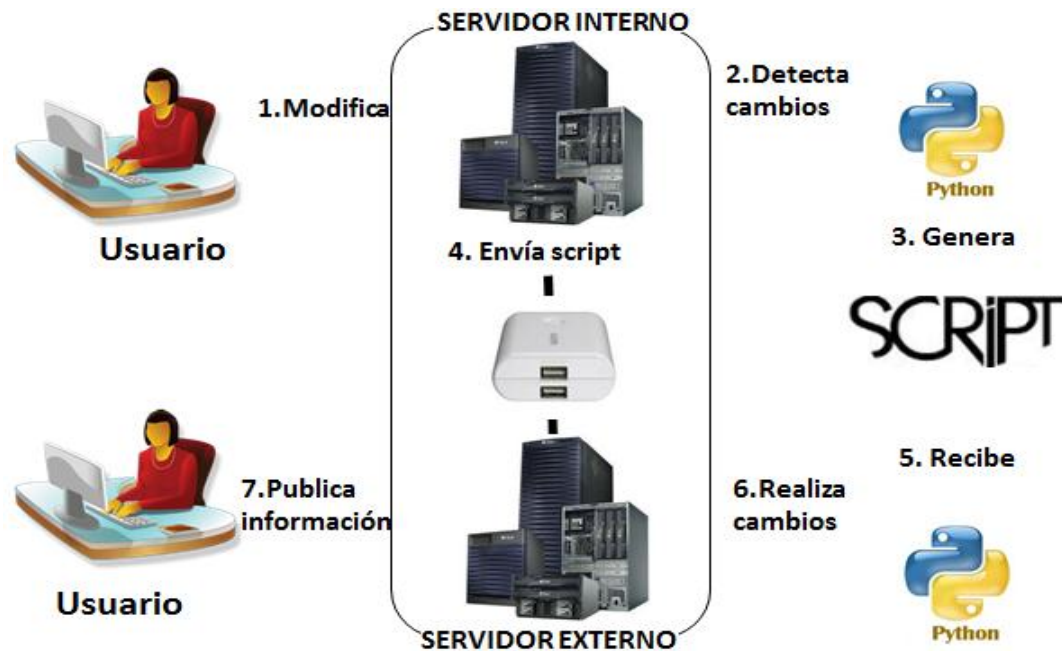 SERVIDOR INTERNO
1.Modifica
2.Detecta
cambios
Python
Usuario
4. Envía script
3. Genera
SCRiPT
5. Recibe
7.Publica
información
6.Realiza
cambios
Usuario
Python
SERVIDOR EXTERNO